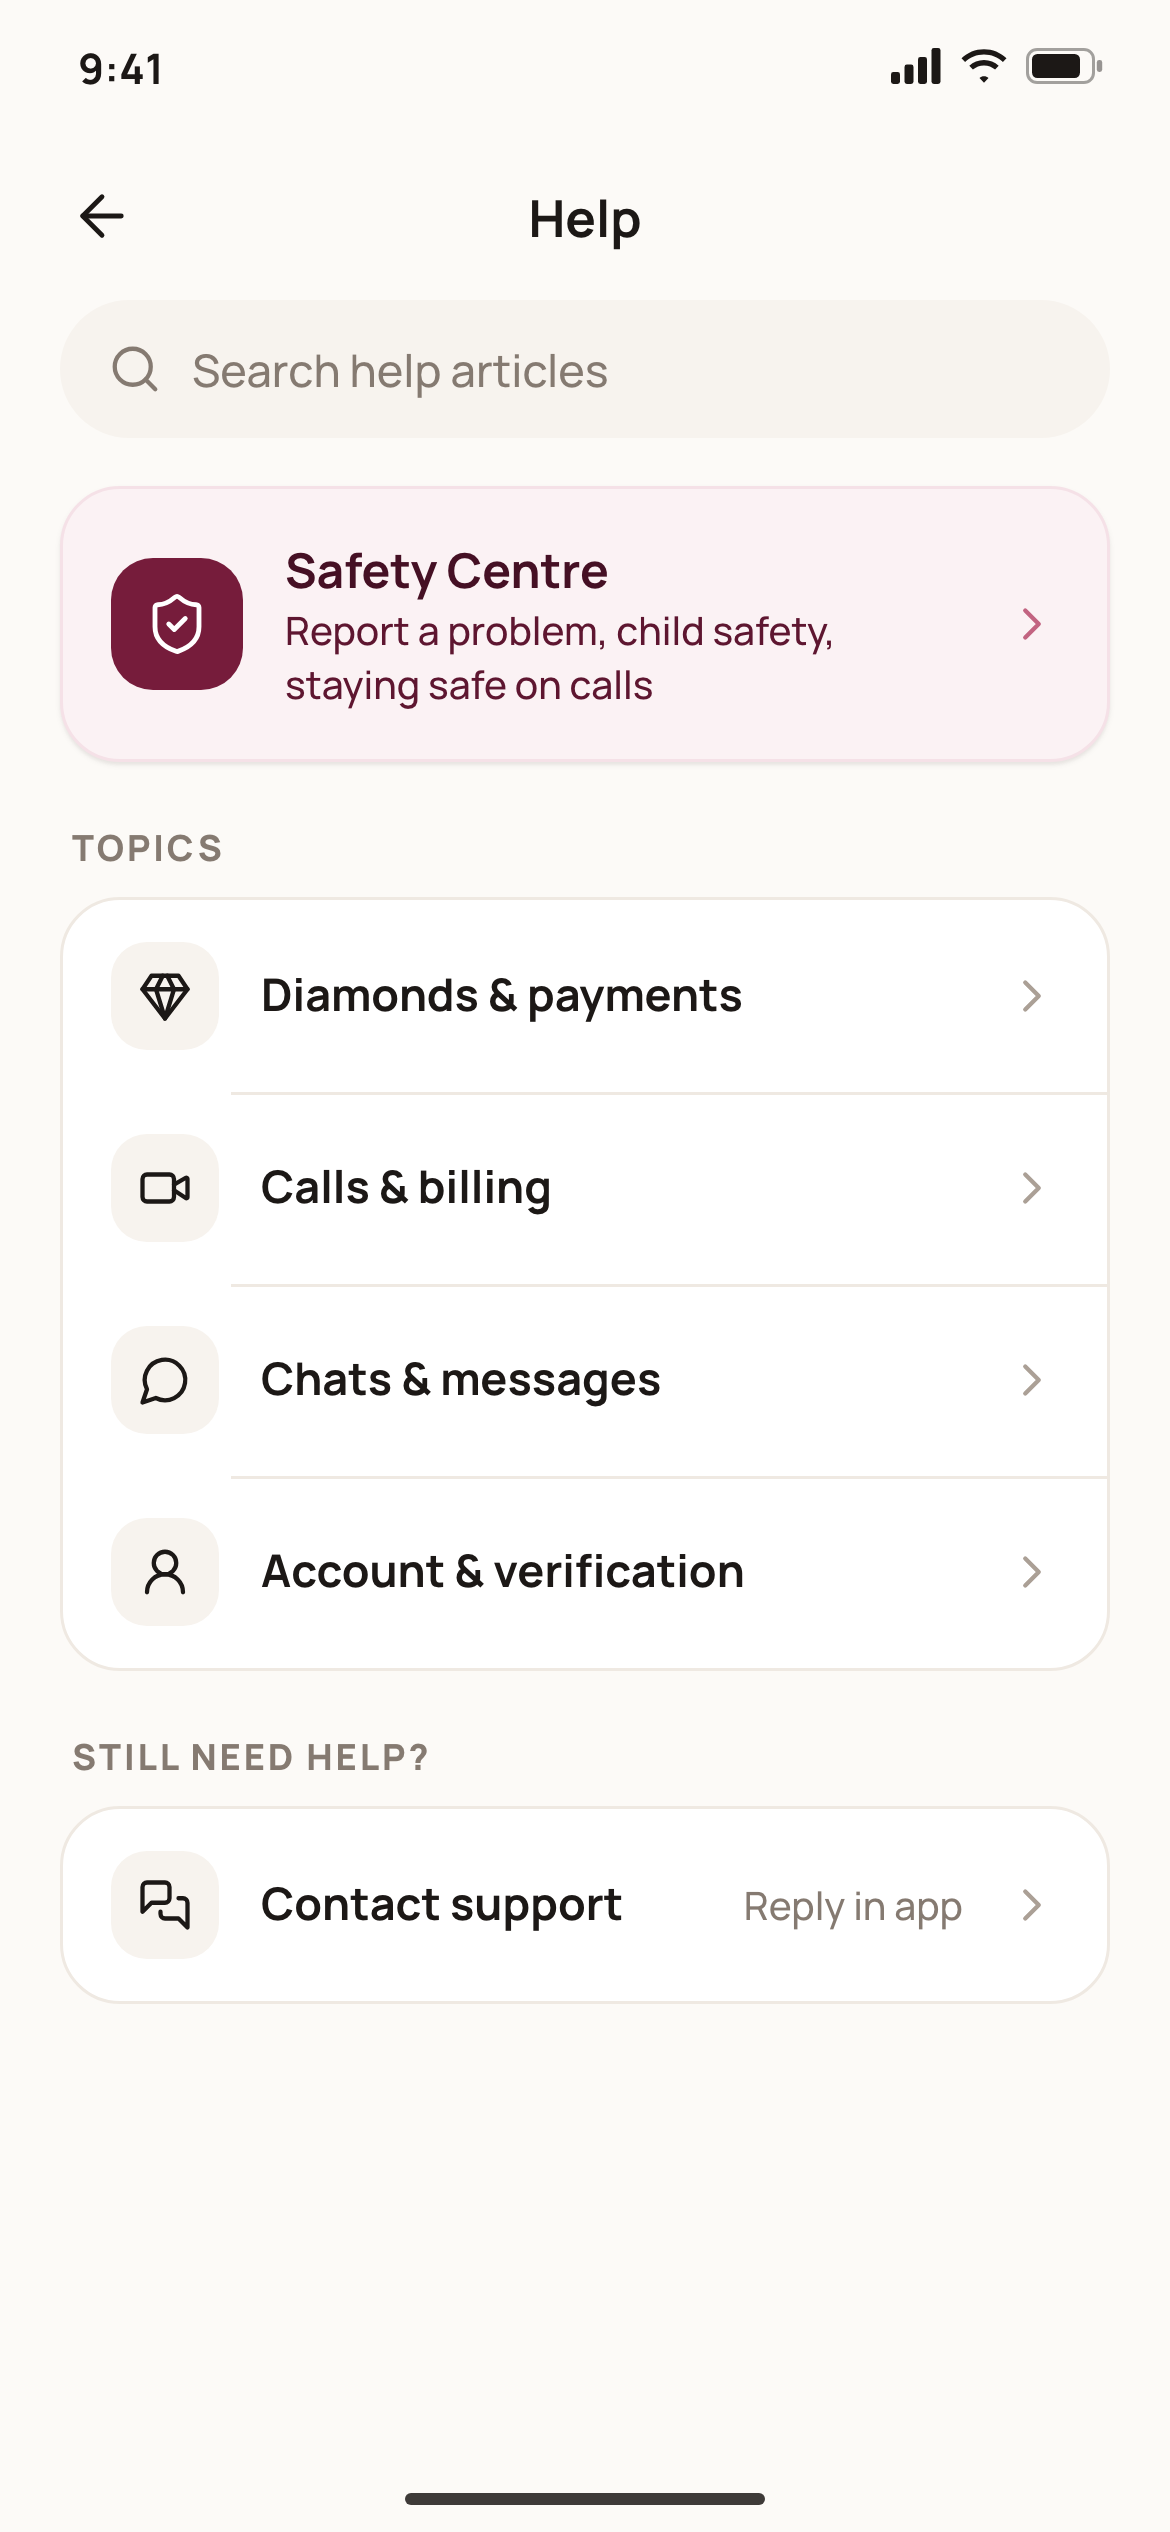 9:41
Help
Search help articles
Safety Centre
Report a problem, child safety,
staying safe on calls
TOPICS
Diamonds & payments
Calls & billing
Chats & messages
Account & verification
STILL NEED HELP?
Contact support
Reply in app